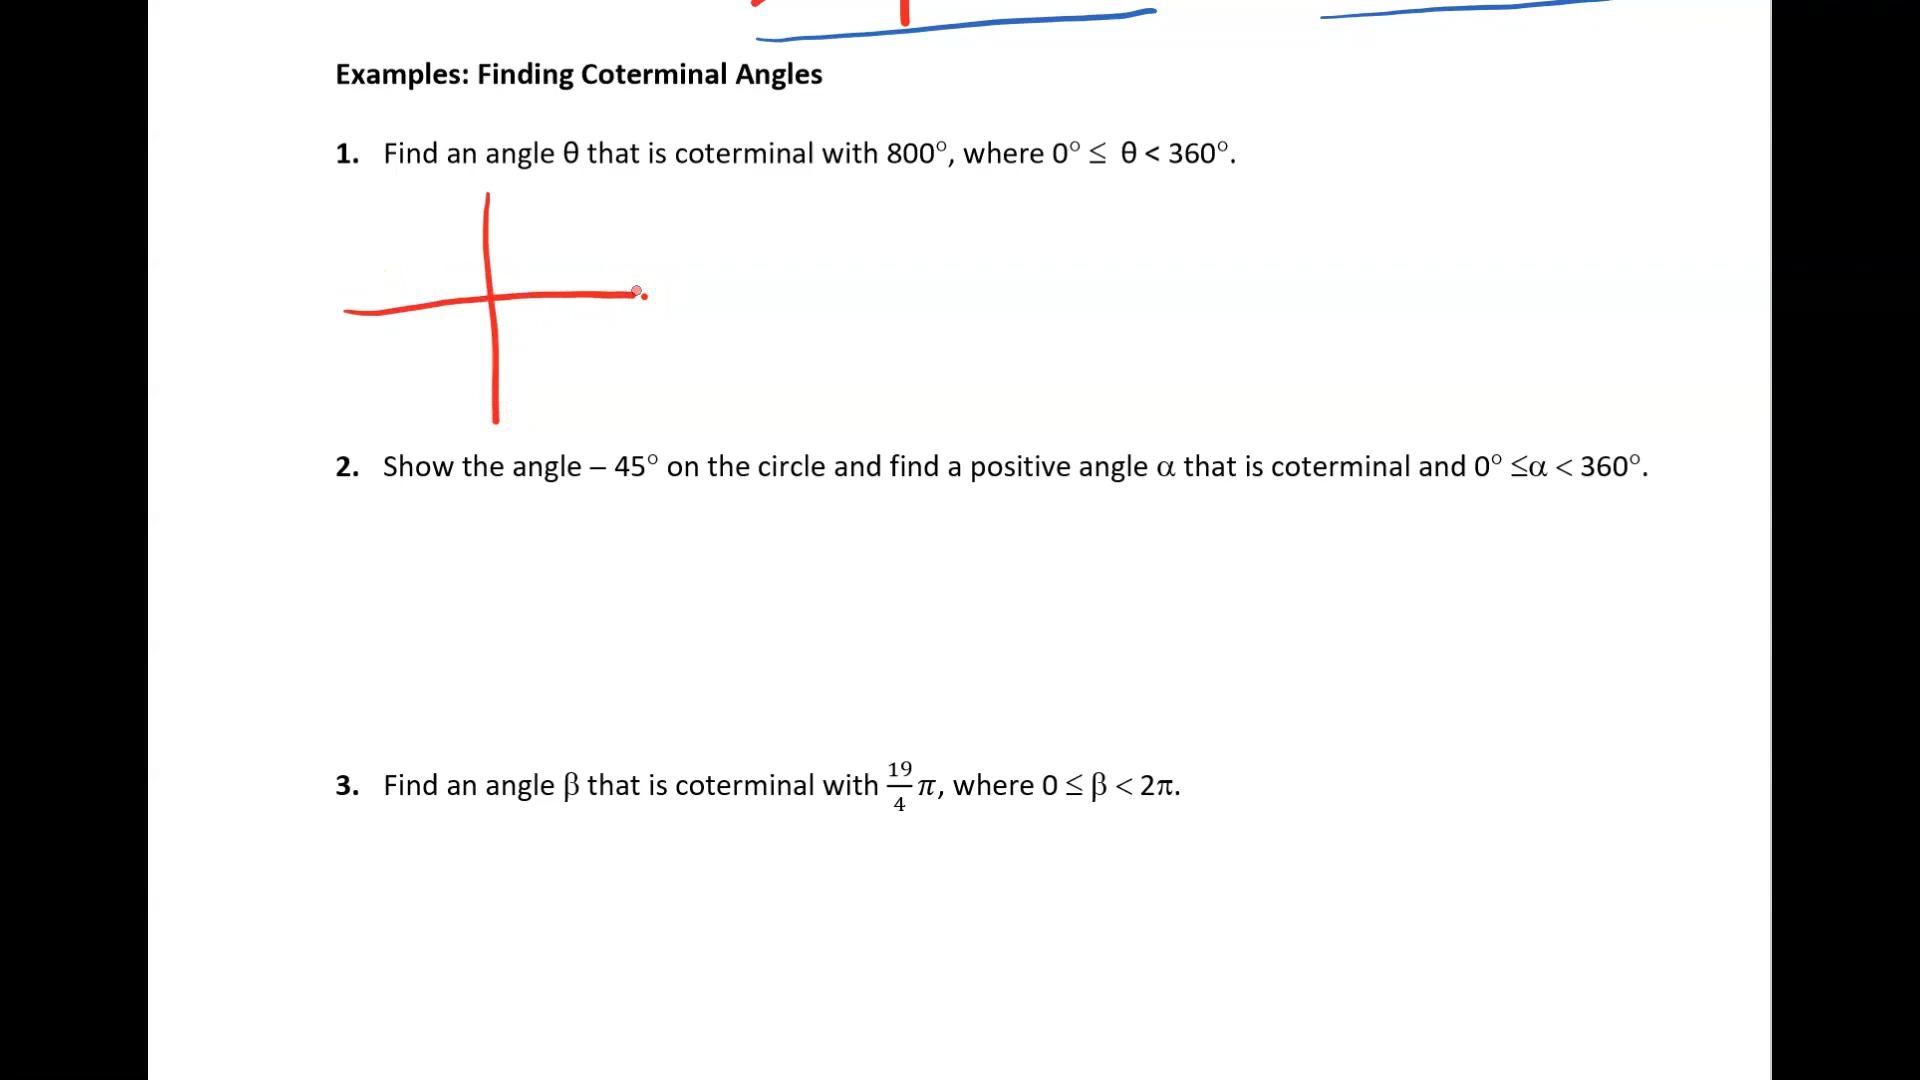 Examples: Finding Coterminal Angles
1. Find an angle θ that is coterminal with 800°, where 0° ≤ θ < 360°.
2. Show the angle – 45° on the circle and find a positive angle α that is coterminal and 0° ≤α < 360°.
3. Find an angle β that is coterminal with 19/4 π, where 0 ≤ β < 2π.